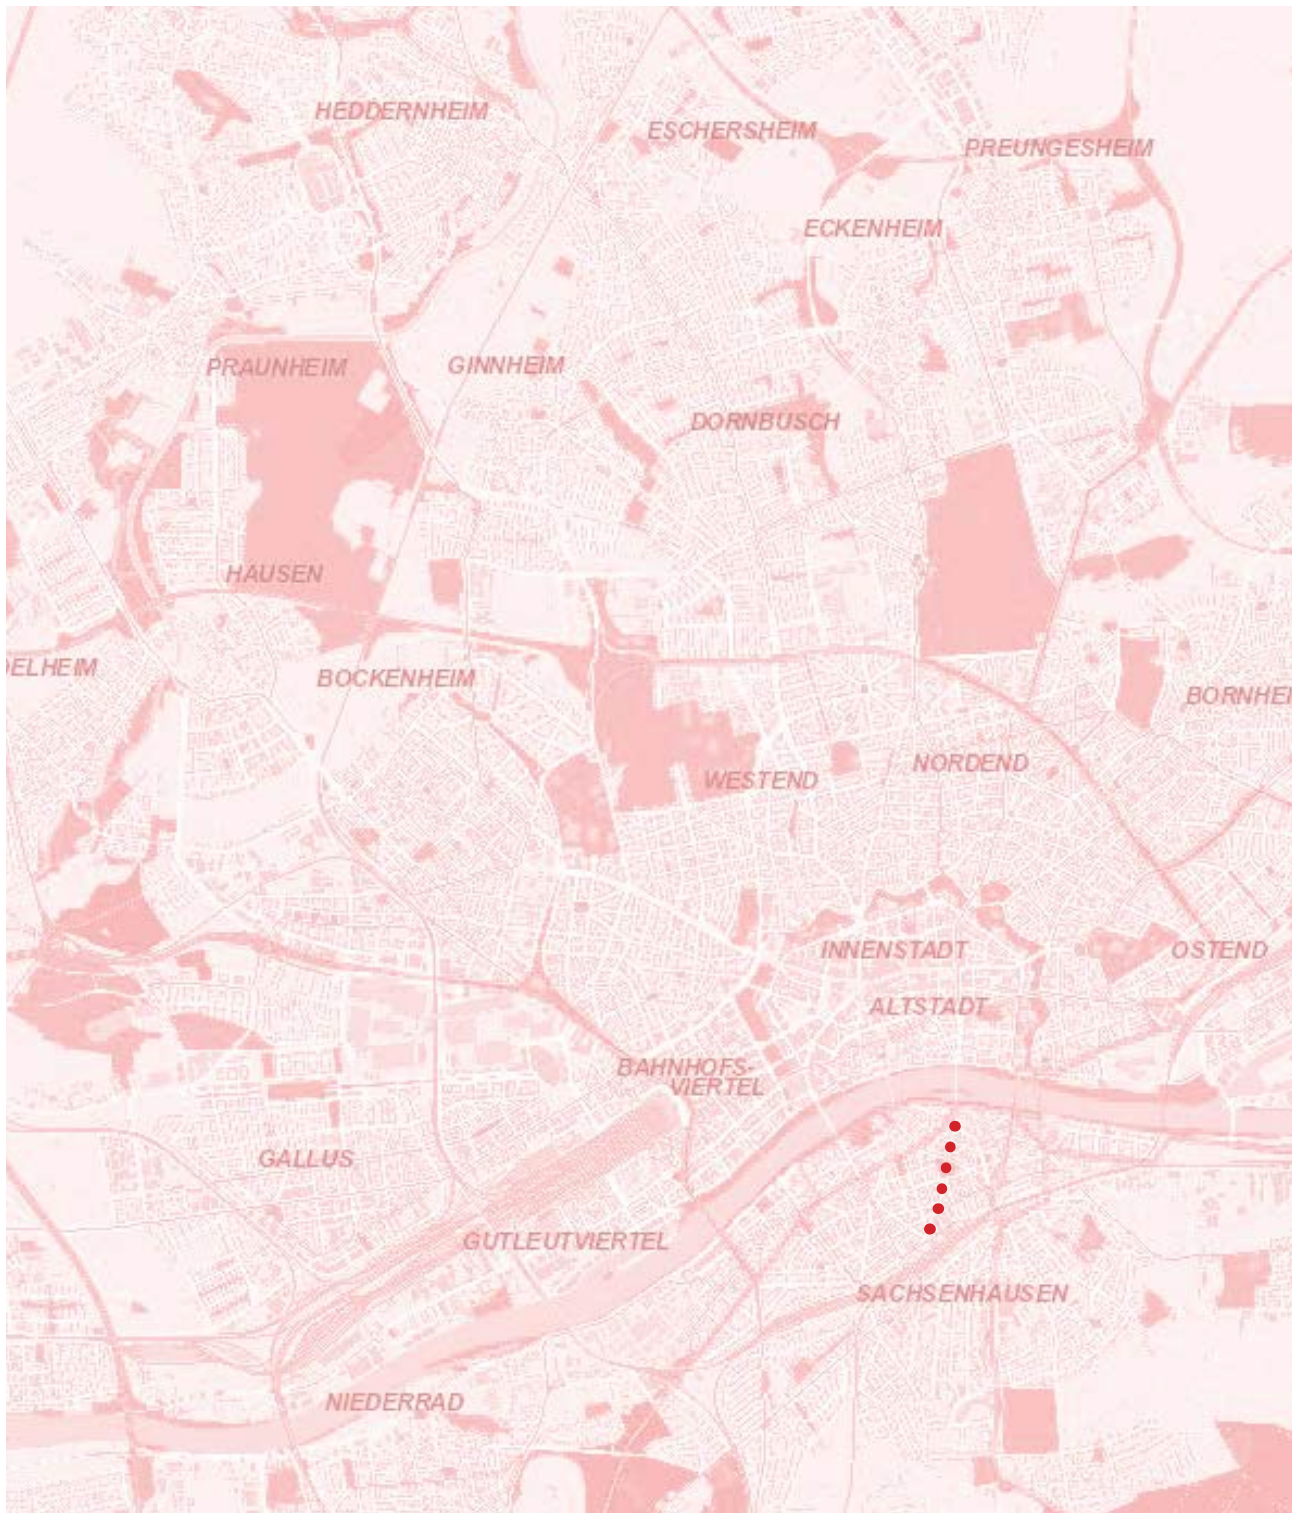 HEDDERNHEIM
ESCHERSHEIM
PREUNGESHEIM
ECKENHEIM
PRAUNHEIM
GINNHEIM
DORNBUSCH
HAUSEN
DELHEIM
BOCKENHEIM
BORNHEI
NORDEND
WESTEND
INNENSTADT
OSTEND
ALTSTADT
BAHNHOFS-
VIERTEL
GALLUS
GUTLEUTVIERTEL
SACHSENHAUSEN
NIEDERRAD